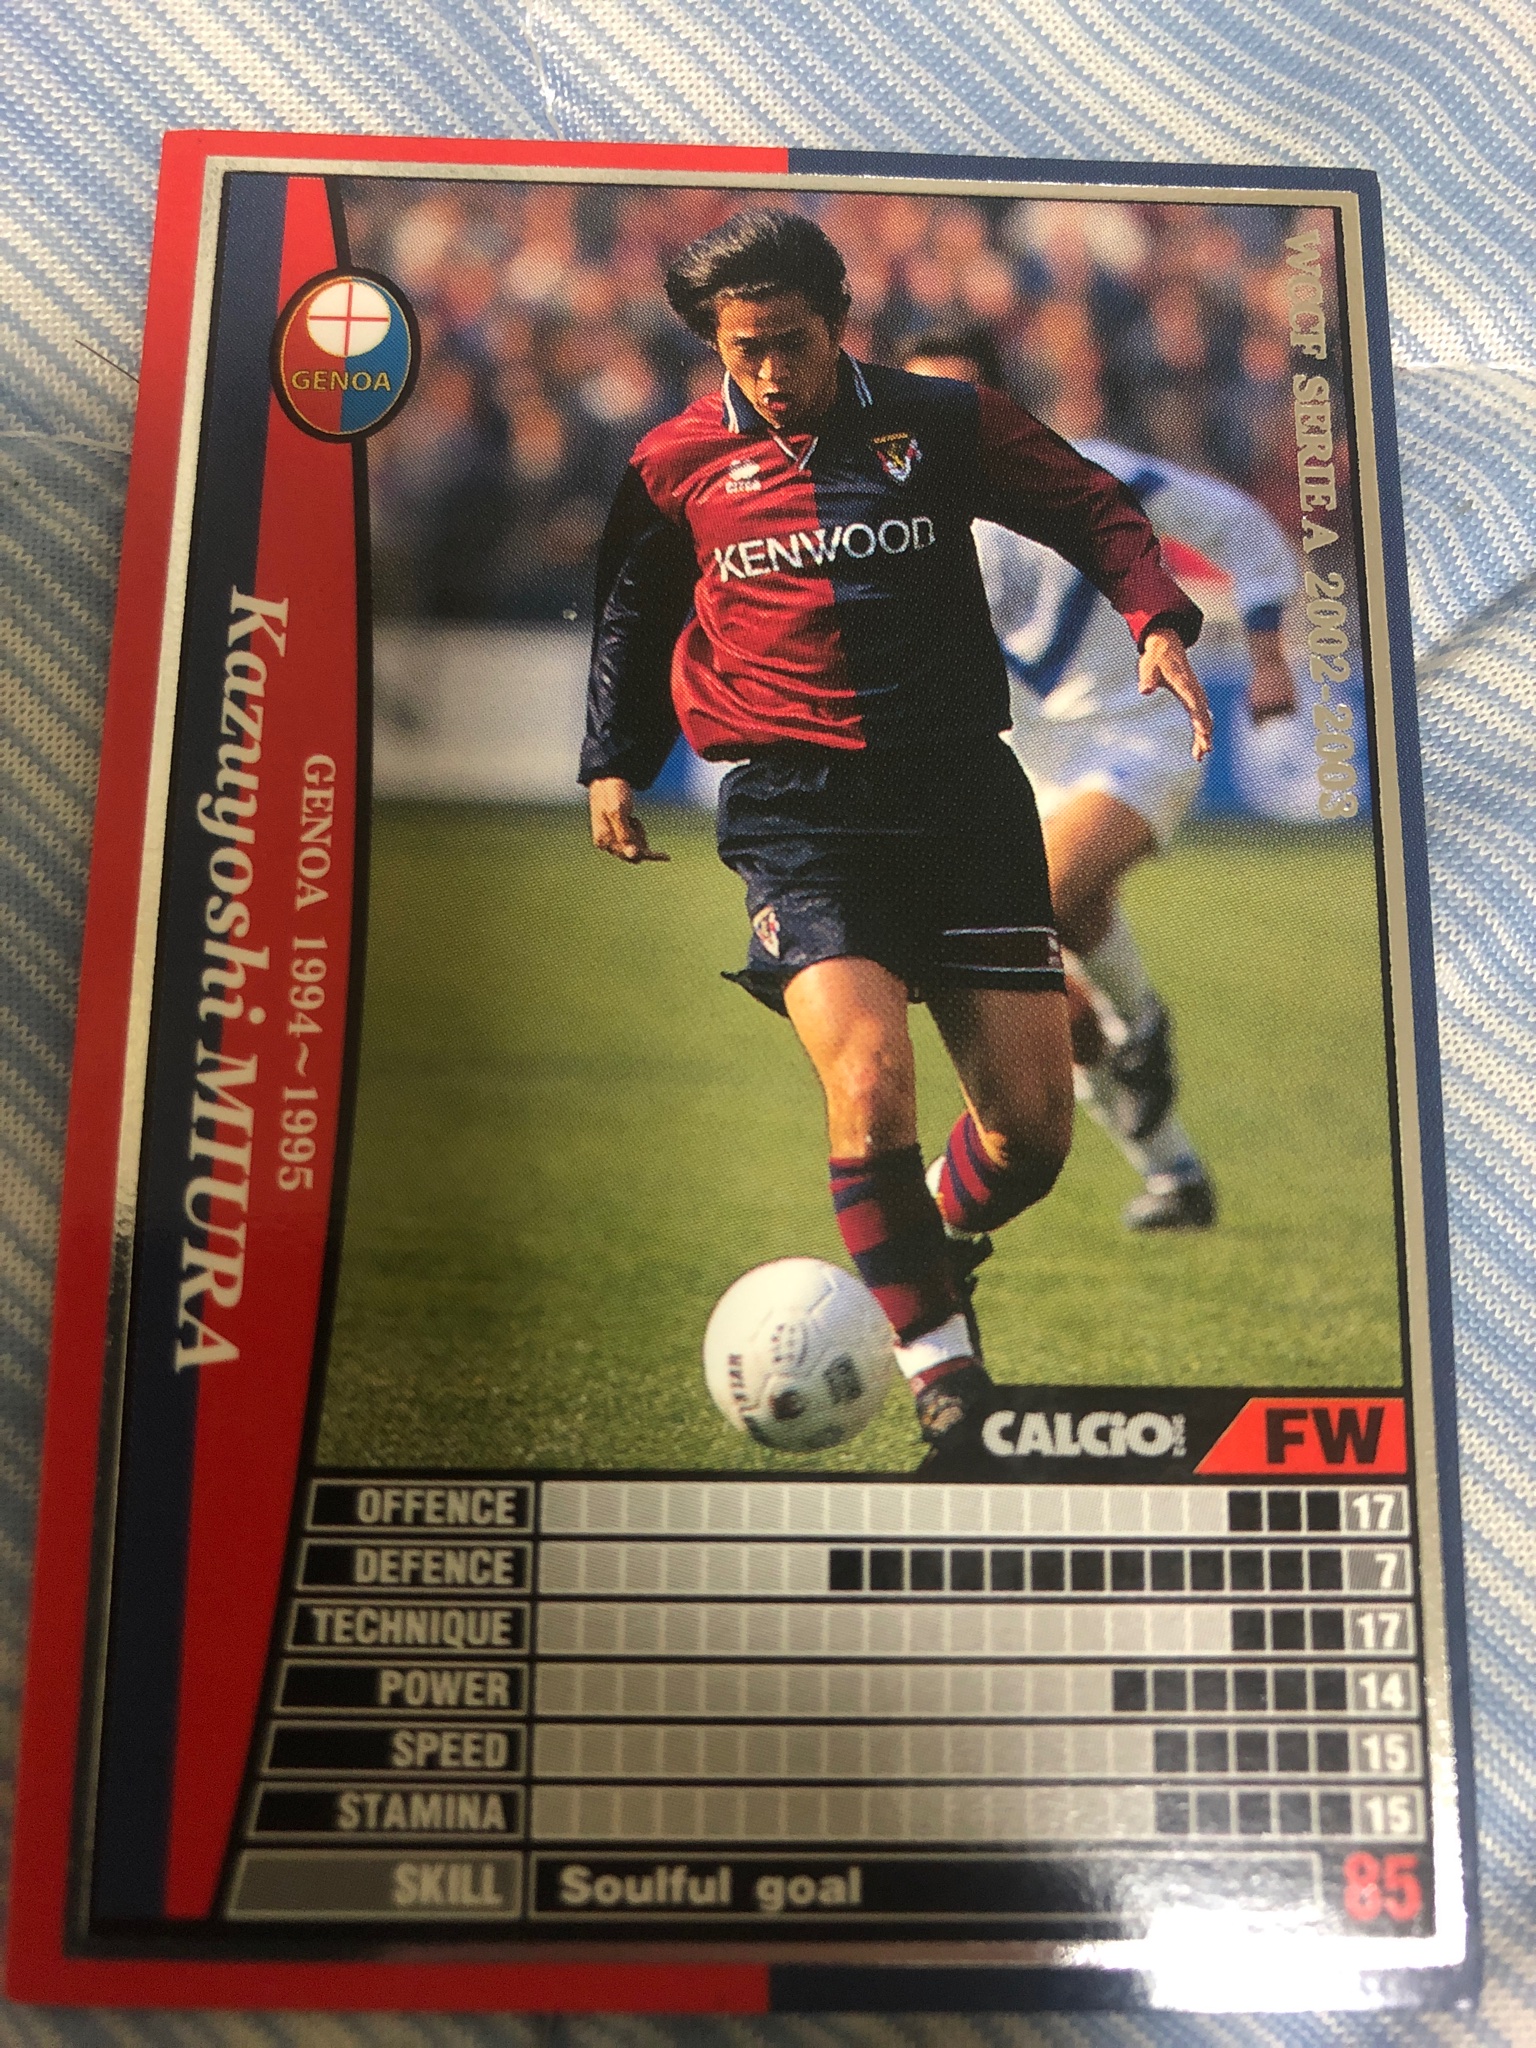 WCCF SERIE A 2002-2003
GENOA
KENWOOD
GENOA 1994~1995
Kazuyoshi MIURA
CALCiO 2002
FW
OFFENCE 17
DEFENCE 7
TECHNIQUE 17
POWER 14
SPEED 15
STAMINA 15
SKILL Soulful goal 85